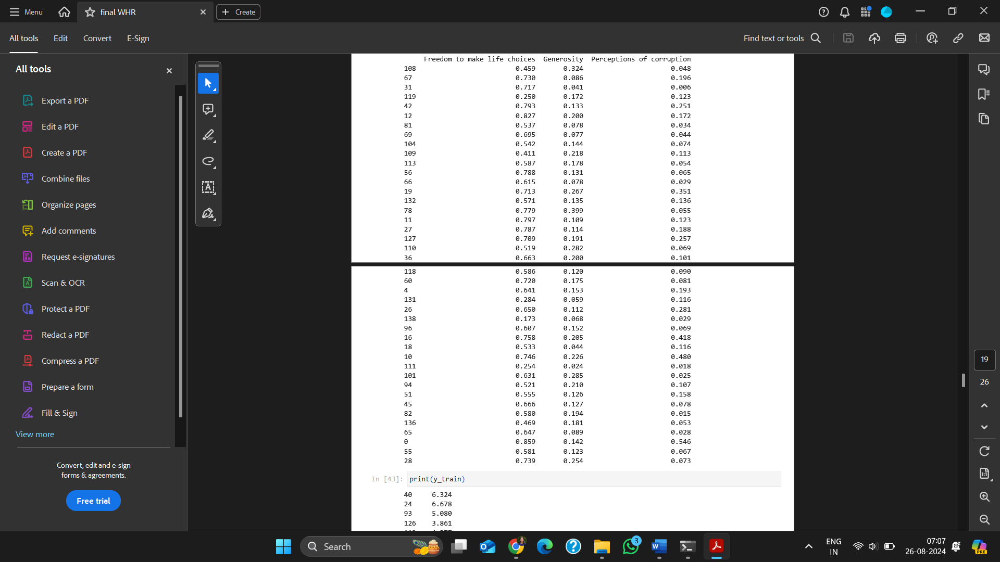 Menu final WHR Create
All tools Edit Convert E-Sign Find text or tools
All tools
Export a PDF
Edit a PDF
Create a PDF
Combine files
Organize pages
Add comments
Request e-signatures
Scan & OCR
Protect a PDF
Redact a PDF
Compress a PDF
Prepare a form
Fill & Sign
View more
Convert, edit and e-sign
forms & agreements.
Free trial
Freedom to make life choices Generosity Perceptions of corruption
108 0.459 0.324 0.048
67 0.730 0.086 0.196
31 0.717 0.041 0.006
119 0.250 0.172 0.123
42 0.793 0.133 0.251
12 0.827 0.200 0.172
81 0.537 0.078 0.034
69 0.695 0.077 0.044
104 0.542 0.144 0.074
109 0.411 0.218 0.113
113 0.587 0.178 0.054
56 0.788 0.131 0.065
66 0.615 0.078 0.029
19 0.713 0.267 0.351
132 0.571 0.135 0.136
78 0.779 0.399 0.055
11 0.797 0.109 0.123
27 0.787 0.114 0.188
127 0.709 0.191 0.257
110 0.519 0.282 0.069
36 0.663 0.200 0.101
118 0.586 0.120 0.090
60 0.720 0.175 0.081
4 0.641 0.153 0.193
131 0.284 0.059 0.116
26 0.650 0.112 0.281
138 0.173 0.068 0.029
96 0.607 0.152 0.069
16 0.758 0.205 0.418
18 0.533 0.044 0.116
10 0.746 0.226 0.480
111 0.254 0.024 0.018
101 0.631 0.285 0.025
94 0.521 0.210 0.107
51 0.555 0.126 0.158
45 0.666 0.127 0.078
82 0.580 0.194 0.015
136 0.469 0.181 0.053
65 0.647 0.089 0.028
0 0.859 0.142 0.546
55 0.581 0.123 0.067
28 0.739 0.254 0.073
In [43]: print(y_train)
40 6.324
24 6.678
93 5.080
126 3.861
19
26
Search
3
ENG
IN
07:07
26-08-2024
PRE